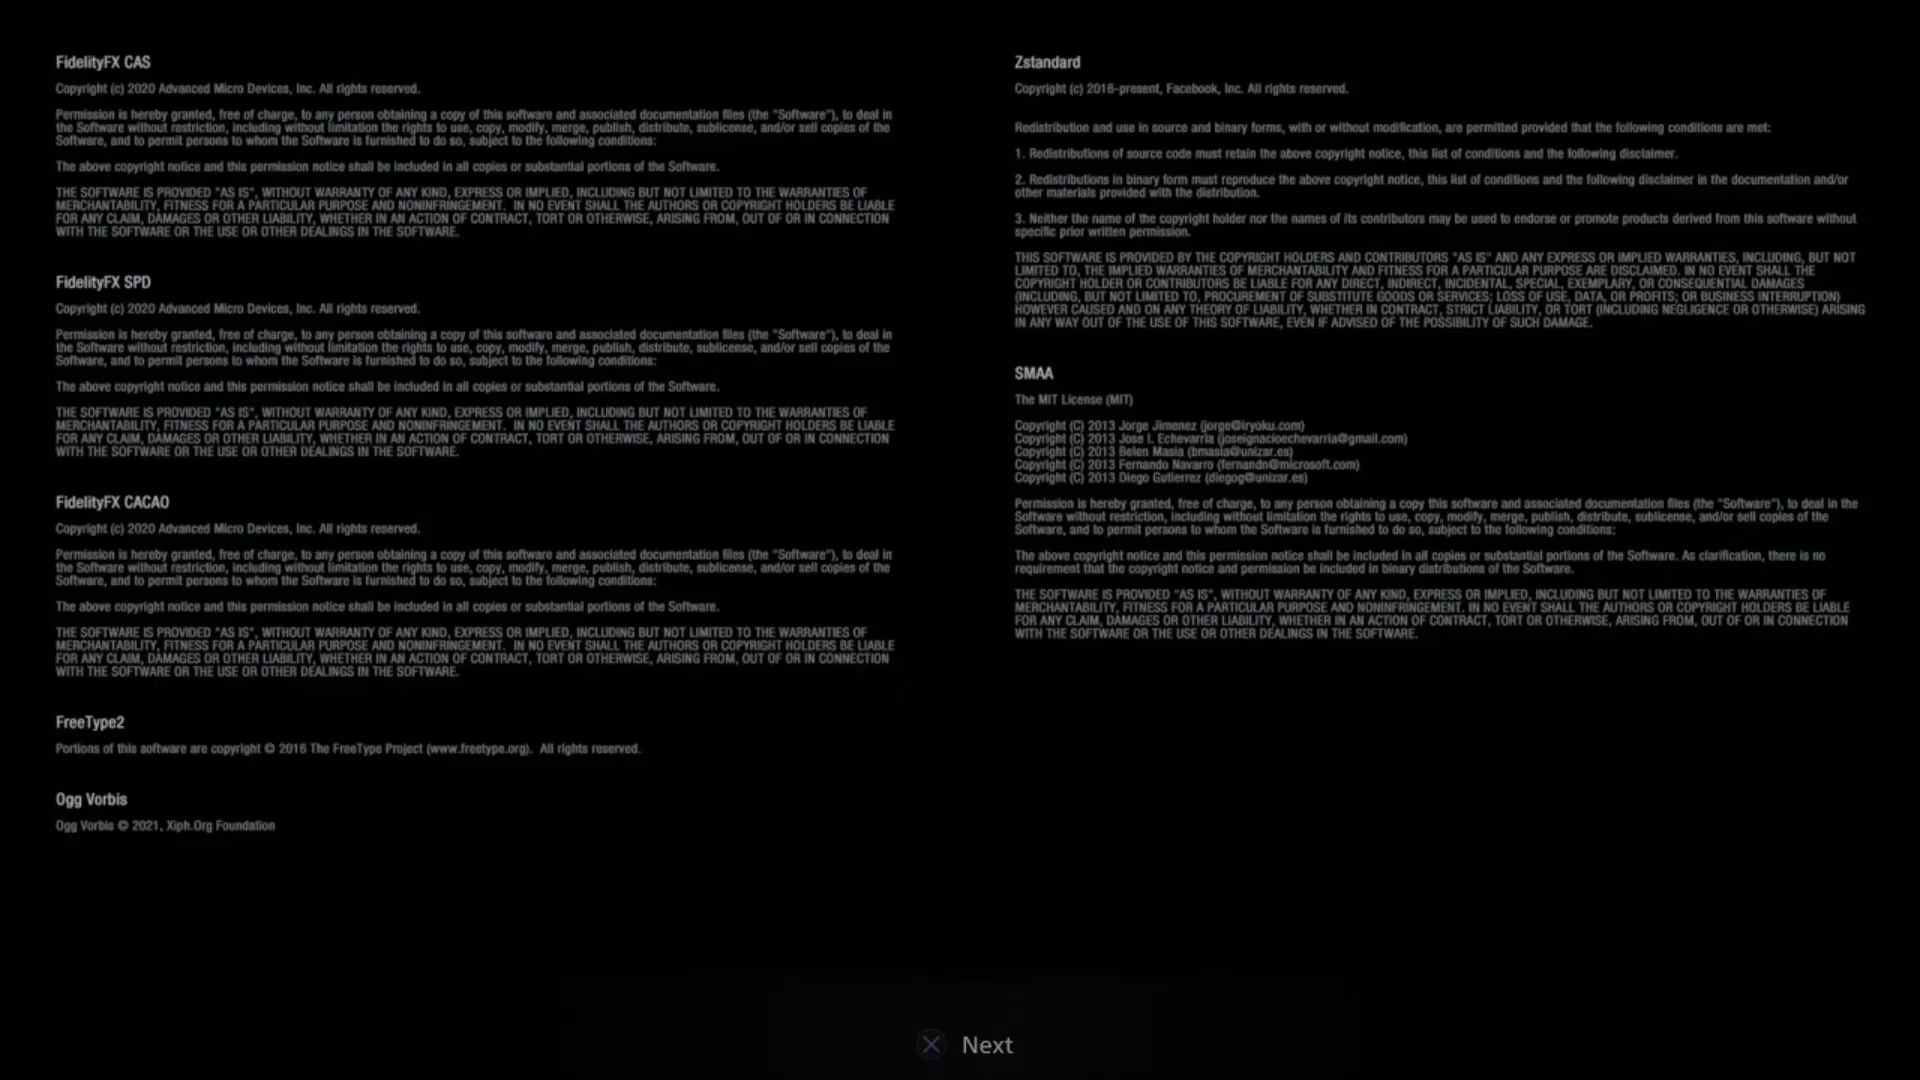 FidelityFX CAS
Copyright (c) 2020 Advanced Micro Devices, Inc. All rights reserved.
Permission is hereby granted, free of charge, to any person obtaining a copy of this software and associated documentation files (the "Software"), to deal in
the Software without restriction, including without limitation the rights to use, copy, modify, merge, publish, distribute, sublicense, and/or sell copies of the
Software, and to permit persons to whom the Software is furnished to do so, subject to the following conditions:
The above copyright notice and this permission notice shall be included in all copies or substantial portions of the Software.
THE SOFTWARE IS PROVIDED "AS IS", WITHOUT WARRANTY OF ANY KIND, EXPRESS OR IMPLIED, INCLUDING BUT NOT LIMITED TO THE WARRANTIES OF
MERCHANTABILITY, FITNESS FOR A PARTICULAR PURPOSE AND NONINFRINGEMENT.  IN NO EVENT SHALL THE AUTHORS OR COPYRIGHT HOLDERS BE LIABLE
FOR ANY CLAIM, DAMAGES OR OTHER LIABILITY, WHETHER IN AN ACTION OF CONTRACT, TORT OR OTHERWISE, ARISING FROM, OUT OF OR IN CONNECTION
WITH THE SOFTWARE OR THE USE OR OTHER DEALINGS IN THE SOFTWARE.
FidelityFX SPD
Copyright (c) 2020 Advanced Micro Devices, Inc. All rights reserved.
Permission is hereby granted, free of charge, to any person obtaining a copy of this software and associated documentation files (the "Software"), to deal in
the Software without restriction, including without limitation the rights to use, copy, modify, merge, publish, distribute, sublicense, and/or sell copies of the
Software, and to permit persons to whom the Software is furnished to do so, subject to the following conditions:
The above copyright notice and this permission notice shall be included in all copies or substantial portions of the Software.
THE SOFTWARE IS PROVIDED "AS IS", WITHOUT WARRANTY OF ANY KIND, EXPRESS OR IMPLIED, INCLUDING BUT NOT LIMITED TO THE WARRANTIES OF
MERCHANTABILITY, FITNESS FOR A PARTICULAR PURPOSE AND NONINFRINGEMENT.  IN NO EVENT SHALL THE AUTHORS OR COPYRIGHT HOLDERS BE LIABLE
FOR ANY CLAIM, DAMAGES OR OTHER LIABILITY, WHETHER IN AN ACTION OF CONTRACT, TORT OR OTHERWISE, ARISING FROM, OUT OF OR IN CONNECTION
WITH THE SOFTWARE OR THE USE OR OTHER DEALINGS IN THE SOFTWARE.
FidelityFX CACAO
Copyright (c) 2020 Advanced Micro Devices, Inc. All rights reserved.
Permission is hereby granted, free of charge, to any person obtaining a copy of this software and associated documentation files (the "Software"), to deal in
the Software without restriction, including without limitation the rights to use, copy, modify, merge, publish, distribute, sublicense, and/or sell copies of the
Software, and to permit persons to whom the Software is furnished to do so, subject to the following conditions:
The above copyright notice and this permission notice shall be included in all copies or substantial portions of the Software.
THE SOFTWARE IS PROVIDED "AS IS", WITHOUT WARRANTY OF ANY KIND, EXPRESS OR IMPLIED, INCLUDING BUT NOT LIMITED TO THE WARRANTIES OF
MERCHANTABILITY, FITNESS FOR A PARTICULAR PURPOSE AND NONINFRINGEMENT.  IN NO EVENT SHALL THE AUTHORS OR COPYRIGHT HOLDERS BE LIABLE
FOR ANY CLAIM, DAMAGES OR OTHER LIABILITY, WHETHER IN AN ACTION OF CONTRACT, TORT OR OTHERWISE, ARISING FROM, OUT OF OR IN CONNECTION
WITH THE SOFTWARE OR THE USE OR OTHER DEALINGS IN THE SOFTWARE.
FreeType2
Portions of this software are copyright © 2016 The FreeType Project (www.freetype.org).  All rights reserved.
Ogg Vorbis
Ogg Vorbis © 2021, Xiph.Org Foundation
Zstandard
Copyright (c) 2016-present, Facebook, Inc. All rights reserved.
Redistribution and use in source and binary forms, with or without modification, are permitted provided that the following conditions are met:
1. Redistributions of source code must retain the above copyright notice, this list of conditions and the following disclaimer.
2. Redistributions in binary form must reproduce the above copyright notice, this list of conditions and the following disclaimer in the documentation and/or
other materials provided with the distribution.
3. Neither the name of the copyright holder nor the names of its contributors may be used to endorse or promote products derived from this software without
specific prior written permission.
THIS SOFTWARE IS PROVIDED BY THE COPYRIGHT HOLDERS AND CONTRIBUTORS "AS IS" AND ANY EXPRESS OR IMPLIED WARRANTIES, INCLUDING, BUT NOT
LIMITED TO, THE IMPLIED WARRANTIES OF MERCHANTABILITY AND FITNESS FOR A PARTICULAR PURPOSE ARE DISCLAIMED. IN NO EVENT SHALL THE
COPYRIGHT HOLDER OR CONTRIBUTORS BE LIABLE FOR ANY DIRECT, INDIRECT, INCIDENTAL, SPECIAL, EXEMPLARY, OR CONSEQUENTIAL DAMAGES
(INCLUDING, BUT NOT LIMITED TO, PROCUREMENT OF SUBSTITUTE GOODS OR SERVICES; LOSS OF USE, DATA, OR PROFITS; OR BUSINESS INTERRUPTION)
HOWEVER CAUSED AND ON ANY THEORY OF LIABILITY, WHETHER IN CONTRACT, STRICT LIABILITY, OR TORT (INCLUDING NEGLIGENCE OR OTHERWISE) ARISING
IN ANY WAY OUT OF THE USE OF THIS SOFTWARE, EVEN IF ADVISED OF THE POSSIBILITY OF SUCH DAMAGE.
SMAA
The MIT License (MIT)
Copyright (C) 2013 Jorge Jimenez (jorge@iryoku.com)
Copyright (C) 2013 Jose I. Echevarria (joseignacioechevarria@gmail.com)
Copyright (C) 2013 Belen Masia (bmasia@unizar.es)
Copyright (C) 2013 Fernando Navarro (fernandn@microsoft.com)
Copyright (C) 2013 Diego Gutierrez (diegog@unizar.es)
Permission is hereby granted, free of charge, to any person obtaining a copy this software and associated documentation files (the "Software"), to deal in the
Software without restriction, including without limitation the rights to use, copy, modify, merge, publish, distribute, sublicense, and/or sell copies of the
Software, and to permit persons to whom the Software is furnished to do so, subject to the following conditions:
The above copyright notice and this permission notice shall be included in all copies or substantial portions of the Software. As clarification, there is no
requirement that the copyright notice and permission be included in binary distributions of the Software.
THE SOFTWARE IS PROVIDED "AS IS", WITHOUT WARRANTY OF ANY KIND, EXPRESS OR IMPLIED, INCLUDING BUT NOT LIMITED TO THE WARRANTIES OF
MERCHANTABILITY, FITNESS FOR A PARTICULAR PURPOSE AND NONINFRINGEMENT. IN NO EVENT SHALL THE AUTHORS OR COPYRIGHT HOLDERS BE LIABLE
FOR ANY CLAIM, DAMAGES OR OTHER LIABILITY, WHETHER IN AN ACTION OF CONTRACT, TORT OR OTHERWISE, ARISING FROM, OUT OF OR IN CONNECTION
WITH THE SOFTWARE OR THE USE OR OTHER DEALINGS IN THE SOFTWARE.
Next